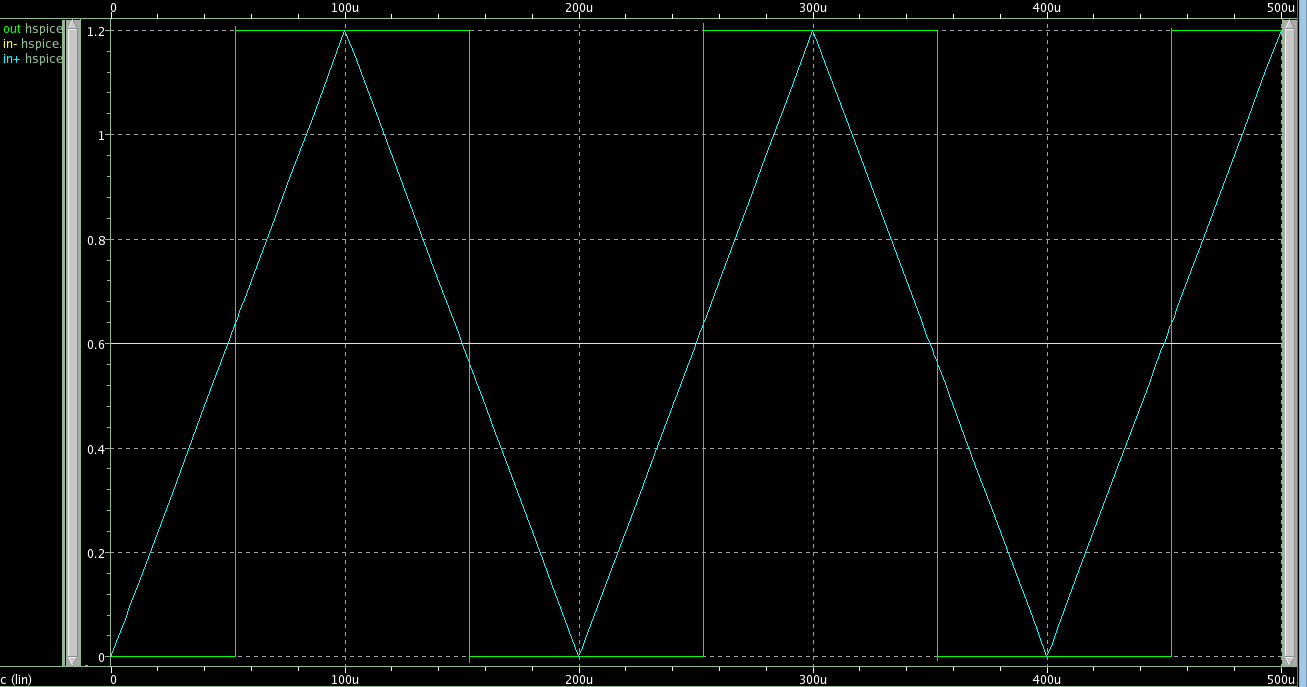 0 100u 200u 300u 400u 500u
out hspice
in- hspice.
in+ hspice
1.2
1
0.8
0.6
0.4
0.2
0
c (lin) 0 100u 200u 300u 400u 500u